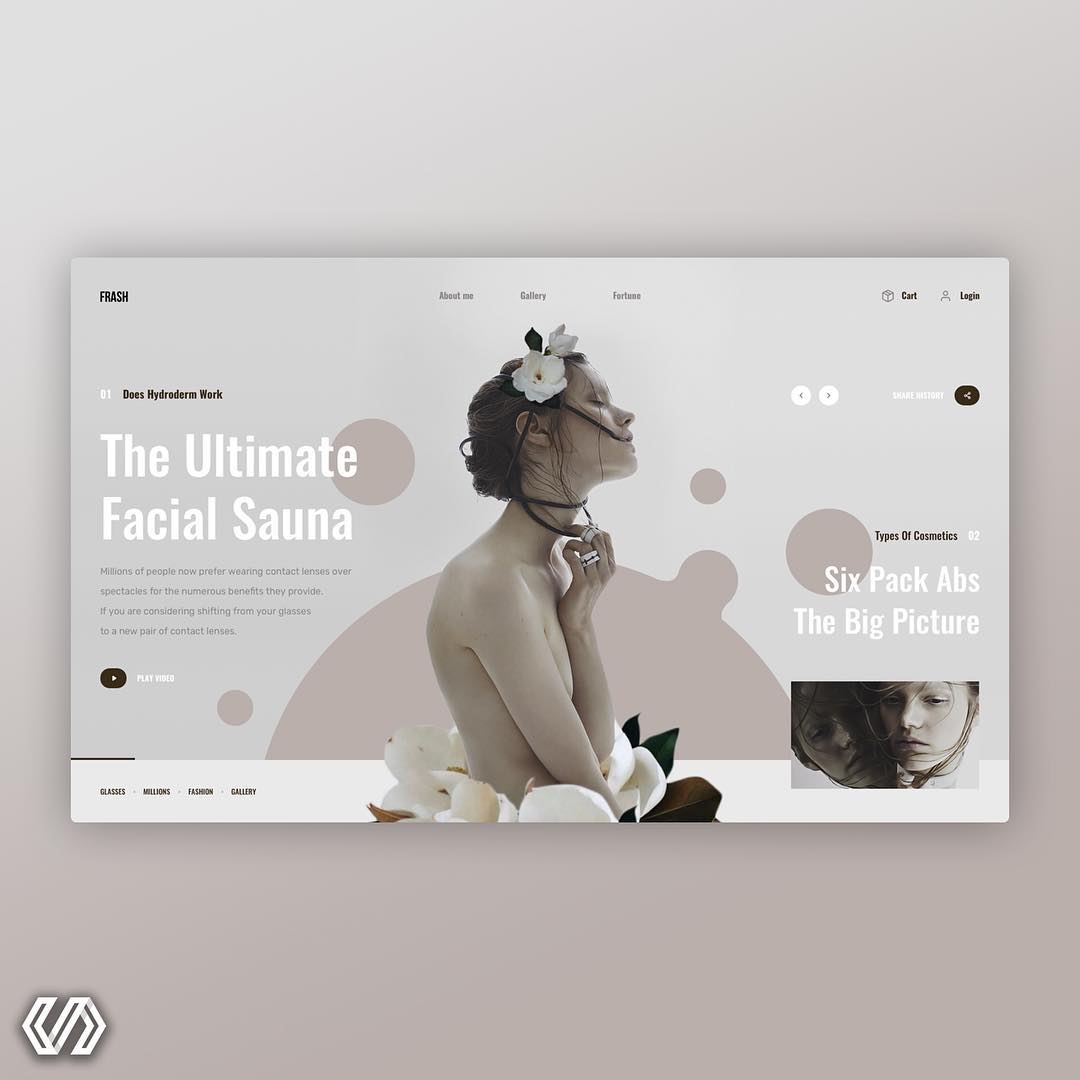 FRASH
About me
Gallery
Fortune
Cart
Login
01 Does Hydroderm Work
The Ultimate
Facial Sauna
Millions of people now prefer wearing contact lenses over
spectacles for the numerous benefits they provide.
If you are considering shifting from your glasses
to a new pair of contact lenses.
PLAY VIDEO
SHARE HISTORY
Types Of Cosmetics 02
Six Pack Abs
The Big Picture
GLASSES · MILLIONS · FASHION · GALLERY